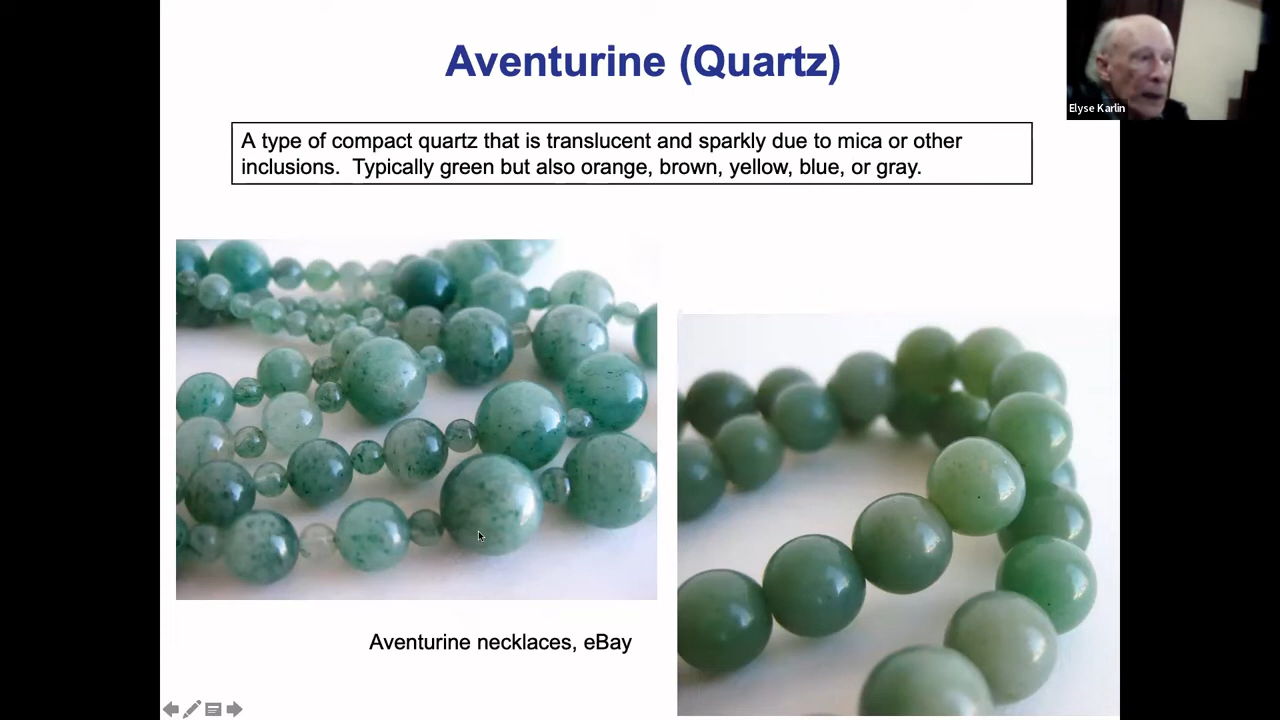 Aventurine (Quartz)
Elyse Karlin
A type of compact quartz that is translucent and sparkly due to mica or other
inclusions.  Typically green but also orange, brown, yellow, blue, or gray.
Aventurine necklaces, eBay